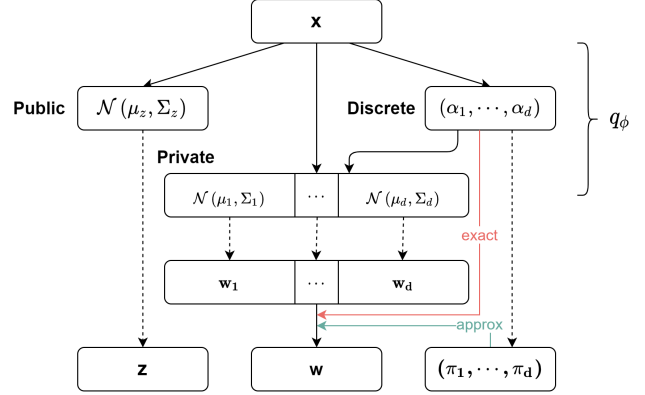 x
Public
𝒩 (μ_z, Σ_z)
Discrete
(α_1, ⋯, α_d)
q_ϕ
Private
𝒩 (μ_1, Σ_1)
⋯
𝒩 (μ_d, Σ_d)
exact
w_1
⋯
w_d
approx
z
w
(π_1, ⋯, π_d)